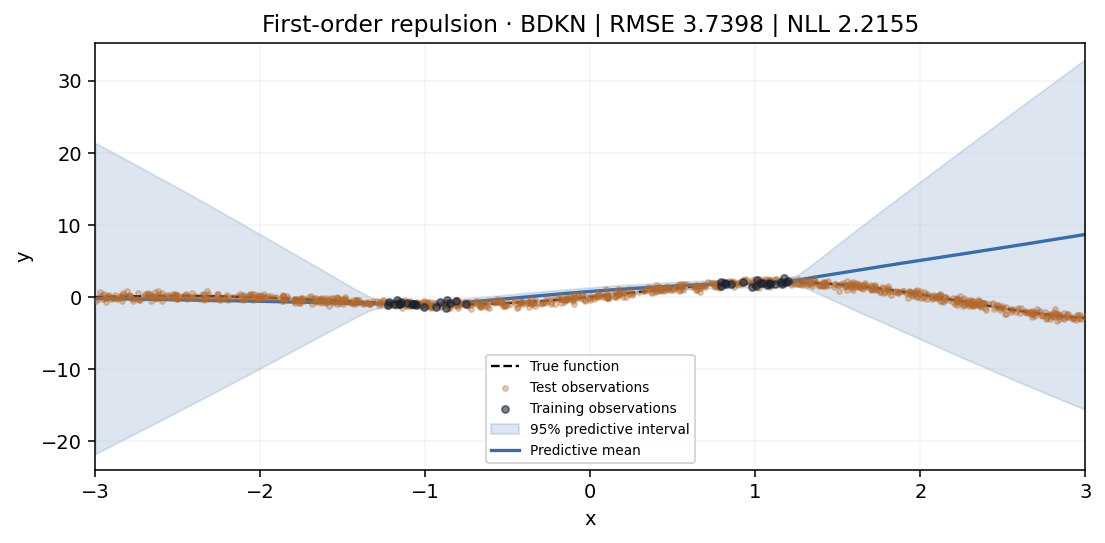 First-order repulsion · BDKN | RMSE 3.7398 | NLL 2.2155
30
20
10
0
−10
−20
y
True function
Test observations
Training observations
95% predictive interval
Predictive mean
−3 −2 −1 0 1 2 3
x